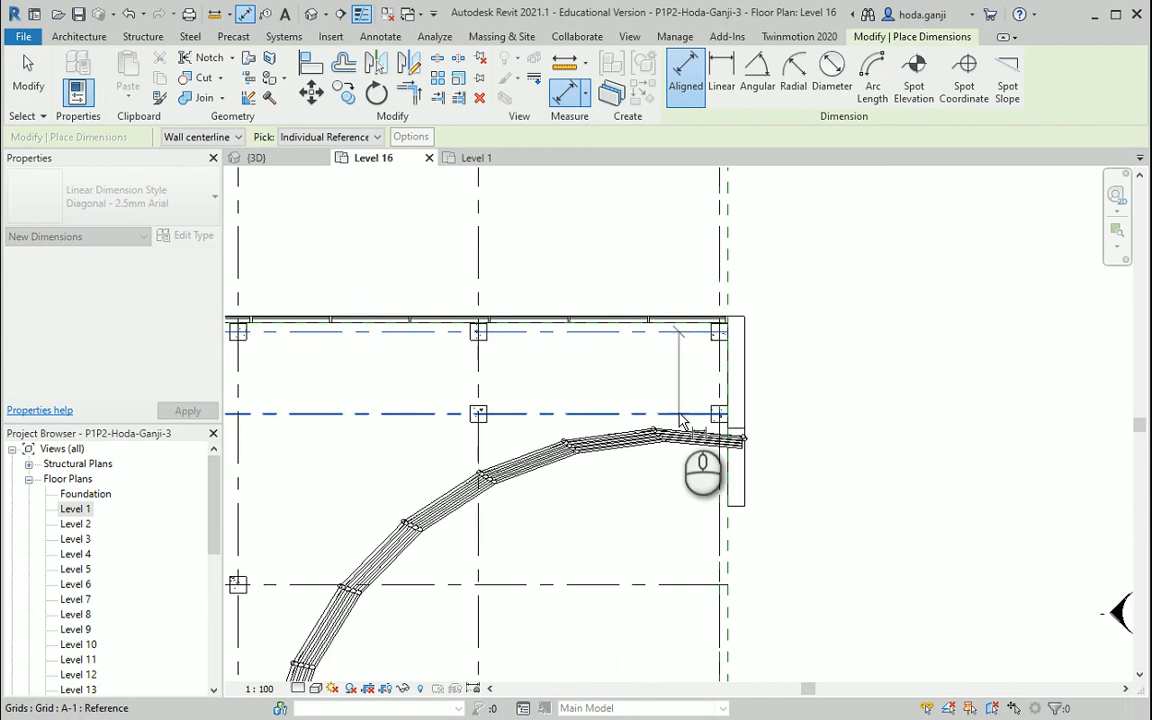 Autodesk Revit 2021.1 - Educational Version - P1P2-Hoda-Ganji-3 - Floor Plan: Level 16
hoda.ganji
File Architecture Structure Steel Precast Systems Insert Annotate Analyze Massing & Site Collaborate View Manage Add-Ins Twinmotion 2020 Modify | Place Dimensions
Modify Paste Notch Cut Join Aligned Linear Angular Radial Diameter Arc Length Spot Elevation Spot Coordinate Spot Slope
Select Properties Clipboard Geometry Modify View Measure Create Dimension
Modify | Place Dimensions Wall centerline Pick: Individual Reference Options
Properties {3D} Level 16 Level 1
Linear Dimension Style
Diagonal - 2.5mm Arial
New Dimensions Edit Type
Properties help Apply
Project Browser - P1P2-Hoda-Ganji-3
Views (all)
Structural Plans
Floor Plans
Foundation
Level 1
Level 2
Level 3
Level 4
Level 5
Level 6
Level 7
Level 8
Level 9
Level 10
Level 11
Level 12
Level 13
1 : 100
Grids : Grid : A-1 : Reference :0 Main Model :0